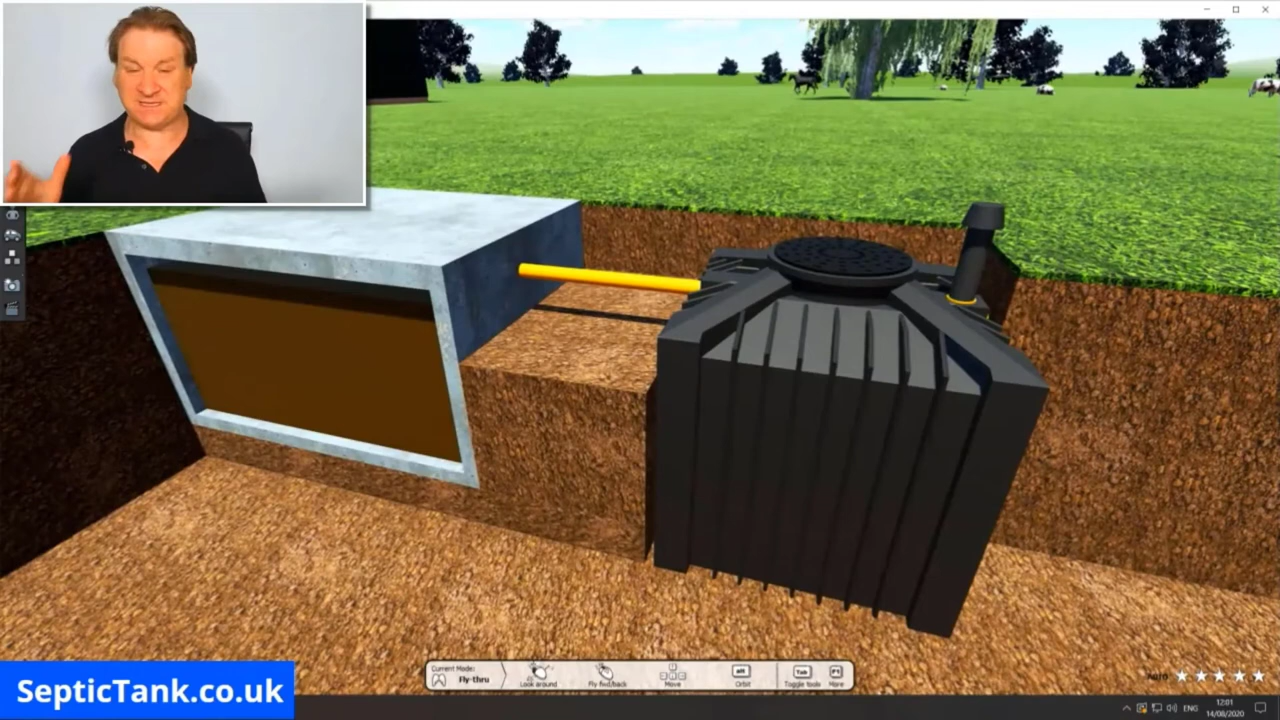 SepticTank.co.uk
Current Mode:
Fly-thru
Look around
Fly fwd/back
Move
alt
Orbit
Tab
Toggle tools
F1
More
Auto
ENG
12:01
14/08/2020